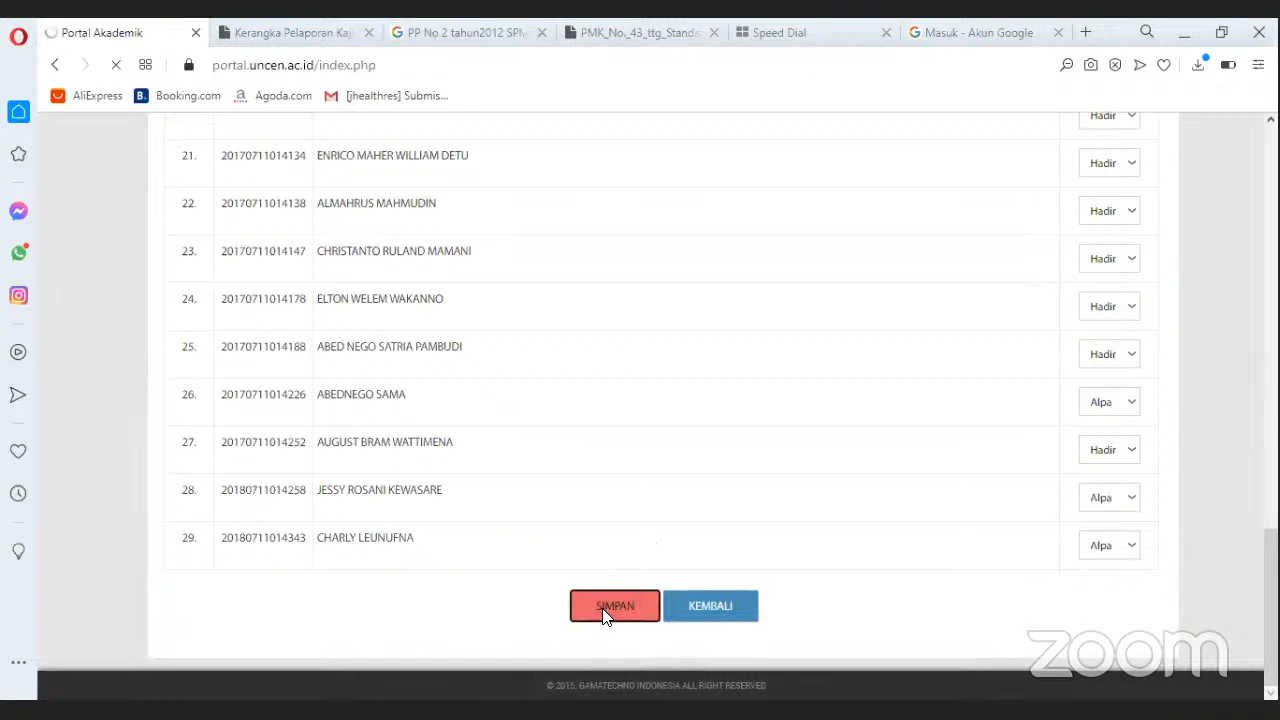 Portal Akademik
Kerangka Pelaporan Kaji
PP No 2 tahun2012 SPM
PMK_No._43_ttg_Standa
Speed Dial
Masuk - Akun Google
portal.uncen.ac.id/index.php
AliExpress
Booking.com
Agoda.com
[jhealthres] Submis...
Hadir
21. 20170711014134 ENRICO MAHER WILLIAM DETU Hadir
22. 20170711014138 ALMAHRUS MAHMUDIN Hadir
23. 20170711014147 CHRISTANTO RULAND MAMANI Hadir
24. 20170711014178 ELTON WELEM WAKANNO Hadir
25. 20170711014188 ABED NEGO SATRIA PAMBUDI Hadir
26. 20170711014226 ABEDNEGO SAMA Alpa
27. 20170711014252 AUGUST BRAM WATTIMENA Hadir
28. 20180711014258 JESSY ROSANI KEWASARE Alpa
29. 20180711014343 CHARLY LEUNUFNA Alpa
SIMPAN KEMBALI
zoom
© 2015. GAMATECHNO INDONESIA ALL RIGHT RESERVED